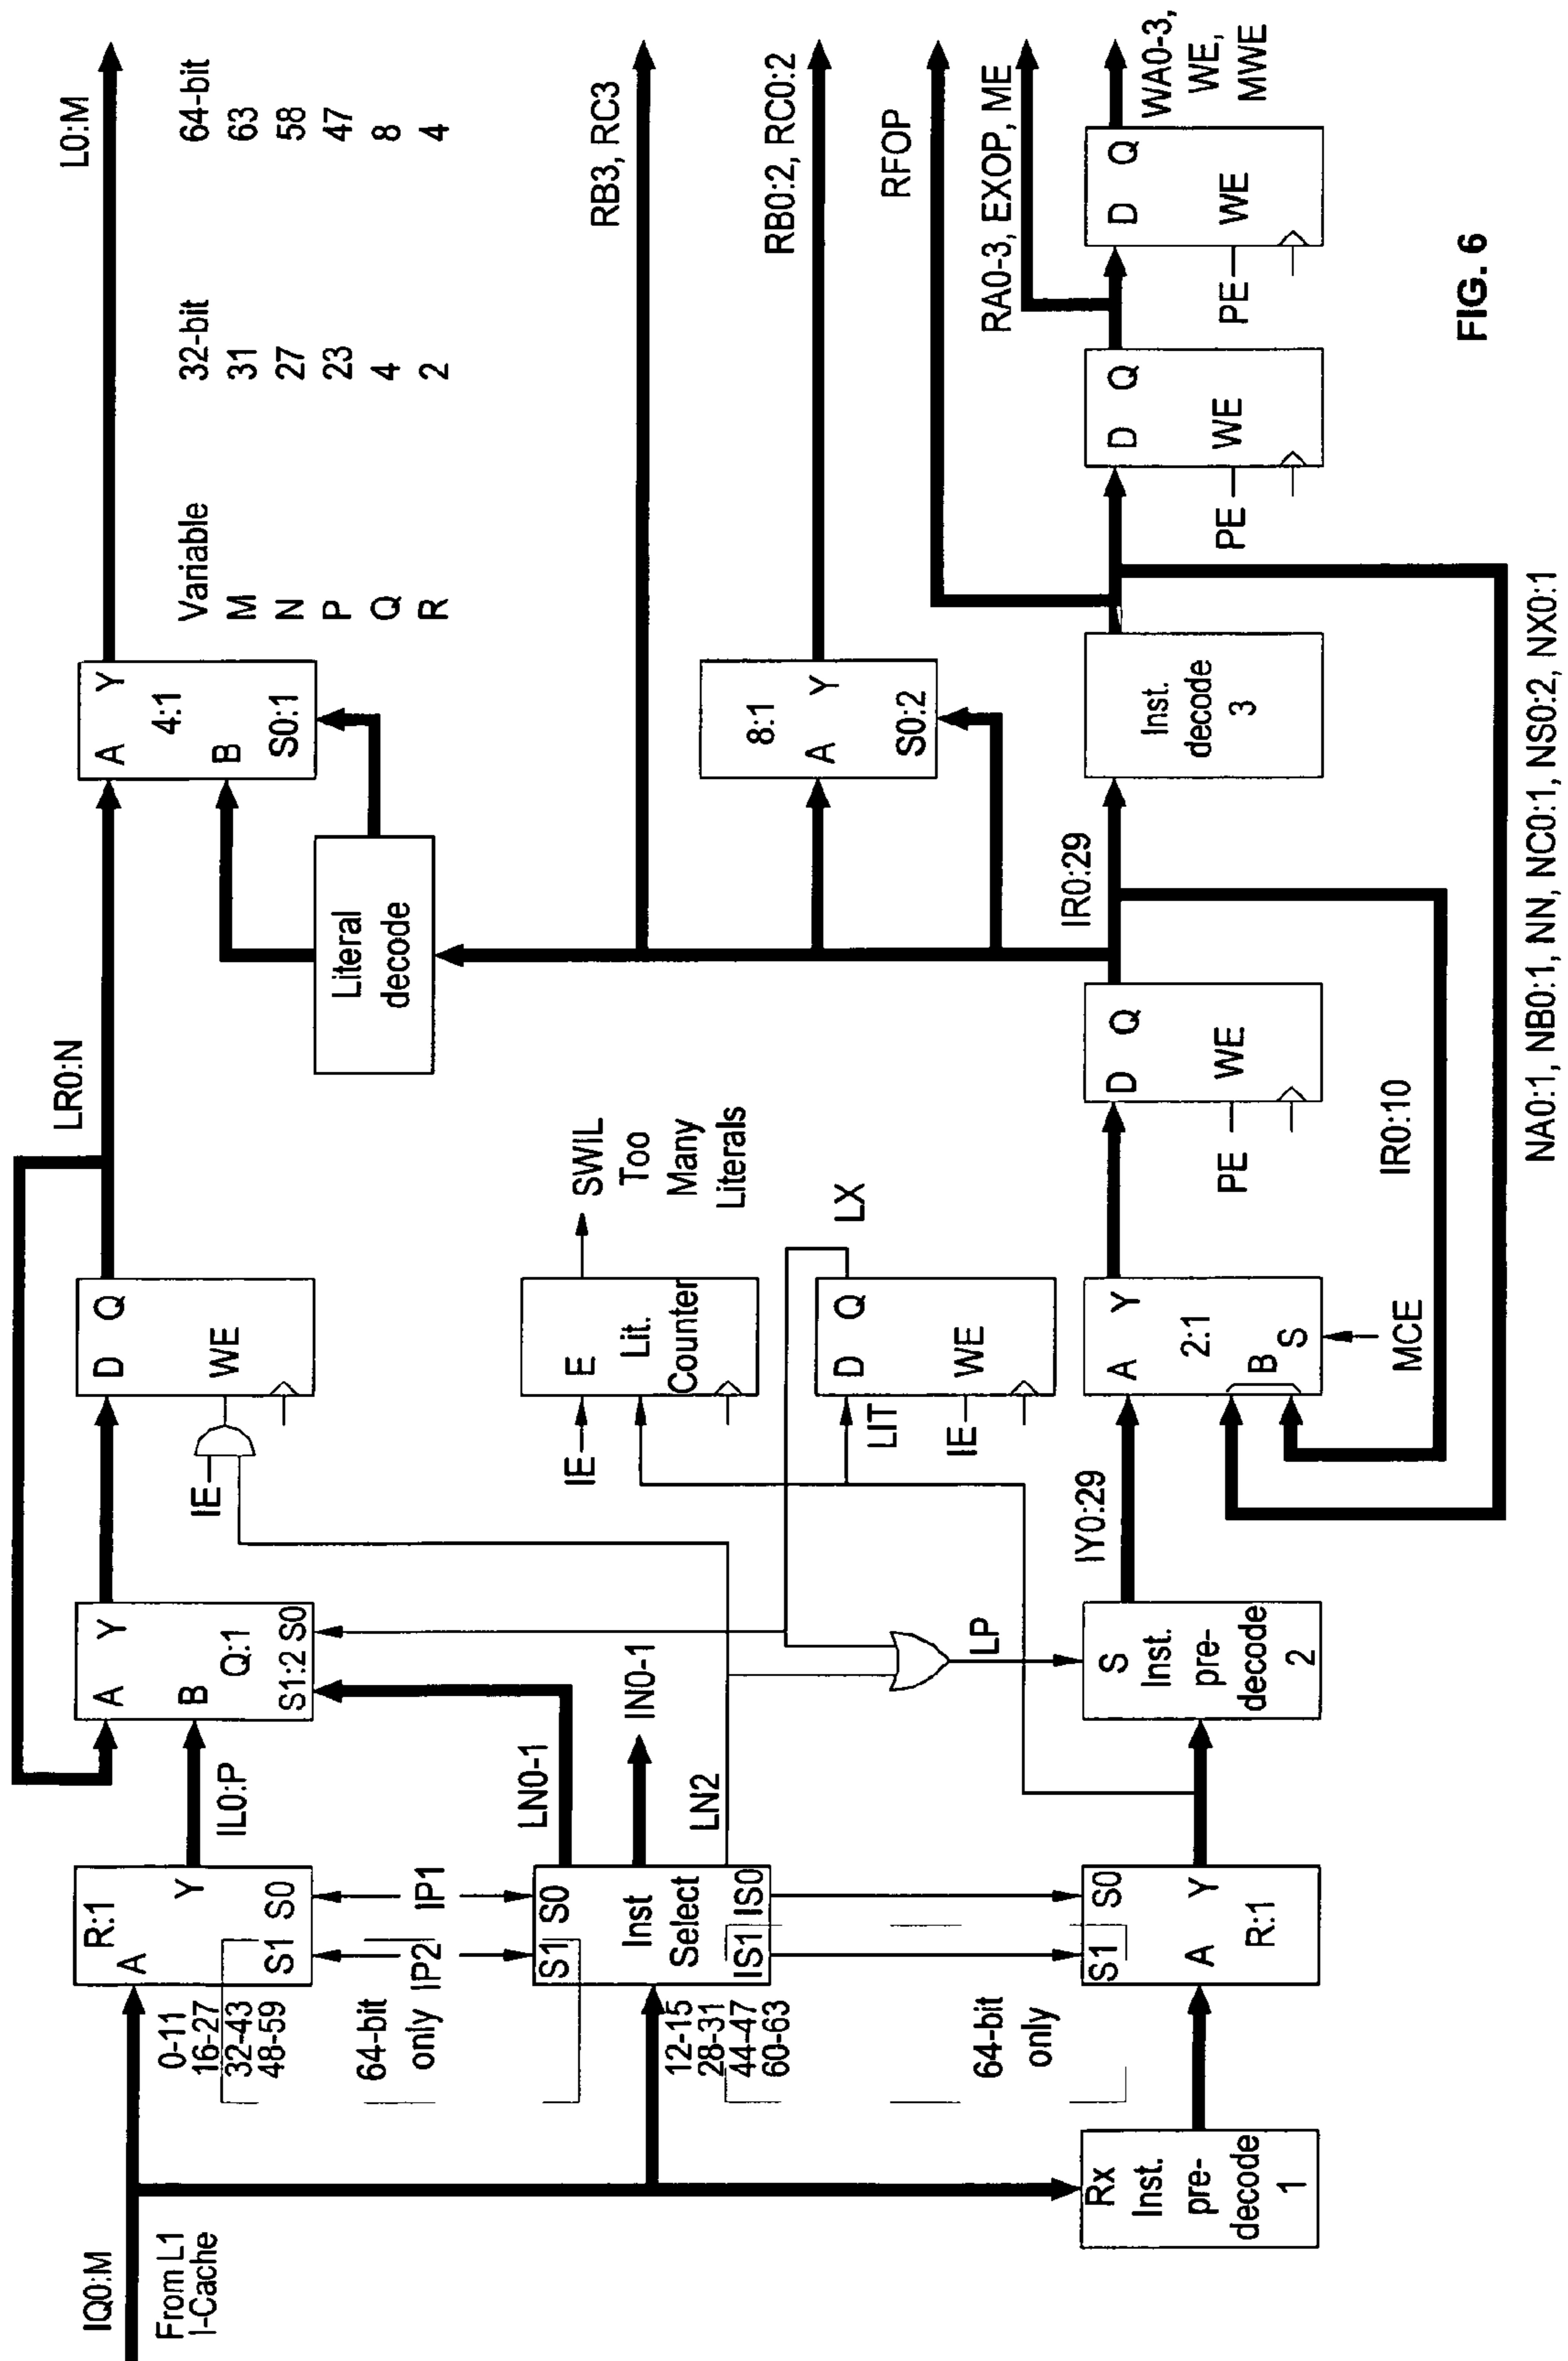 IQ0:M
From L1
I-Cache
R:1
A
Y
S1 S0
0-11
16-27
32-43
48-59
64-bit
only
IP2
IP1
IL0:P
A Y
B
Q:1
S1:2 S0
IE
D Q
WE
LR0:N
A Y
4:1
B
S0:1
L0:M
Variable 32-bit 64-bit
M 31 63
N 27 58
P 23 47
Q 4 8
R 2 4
Literal
decode
S1 S0
Inst
Select
IS1 IS0
12-15
28-31
44-47
60-63
64-bit
only
LN0-1
IN0-1
LN2
IE
E
Lit.
Counter
SWIL
Too
Many
Literals
LIT
D Q
WE
IE
LX
LP
RB3, RC3
8:1
A Y
S0:2
RB0:2, RC0:2
RFOP
RA0-3, EXOP, ME
Rx
Inst.
pre-
decode
1
S1 S0
A Y
R:1
S
Inst.
pre-
decode
2
IY0:29
A Y
2:1
B S
MCE
D Q
WE
PE
IR0:29
IR0:10
Inst.
decode
3
D Q
WE
PE
D Q
WE
PE
WA0-3,
WE,
MWE
NA0:1, NB0:1, NN, NC0:1, NS0:2, NX0:1
FIG. 6